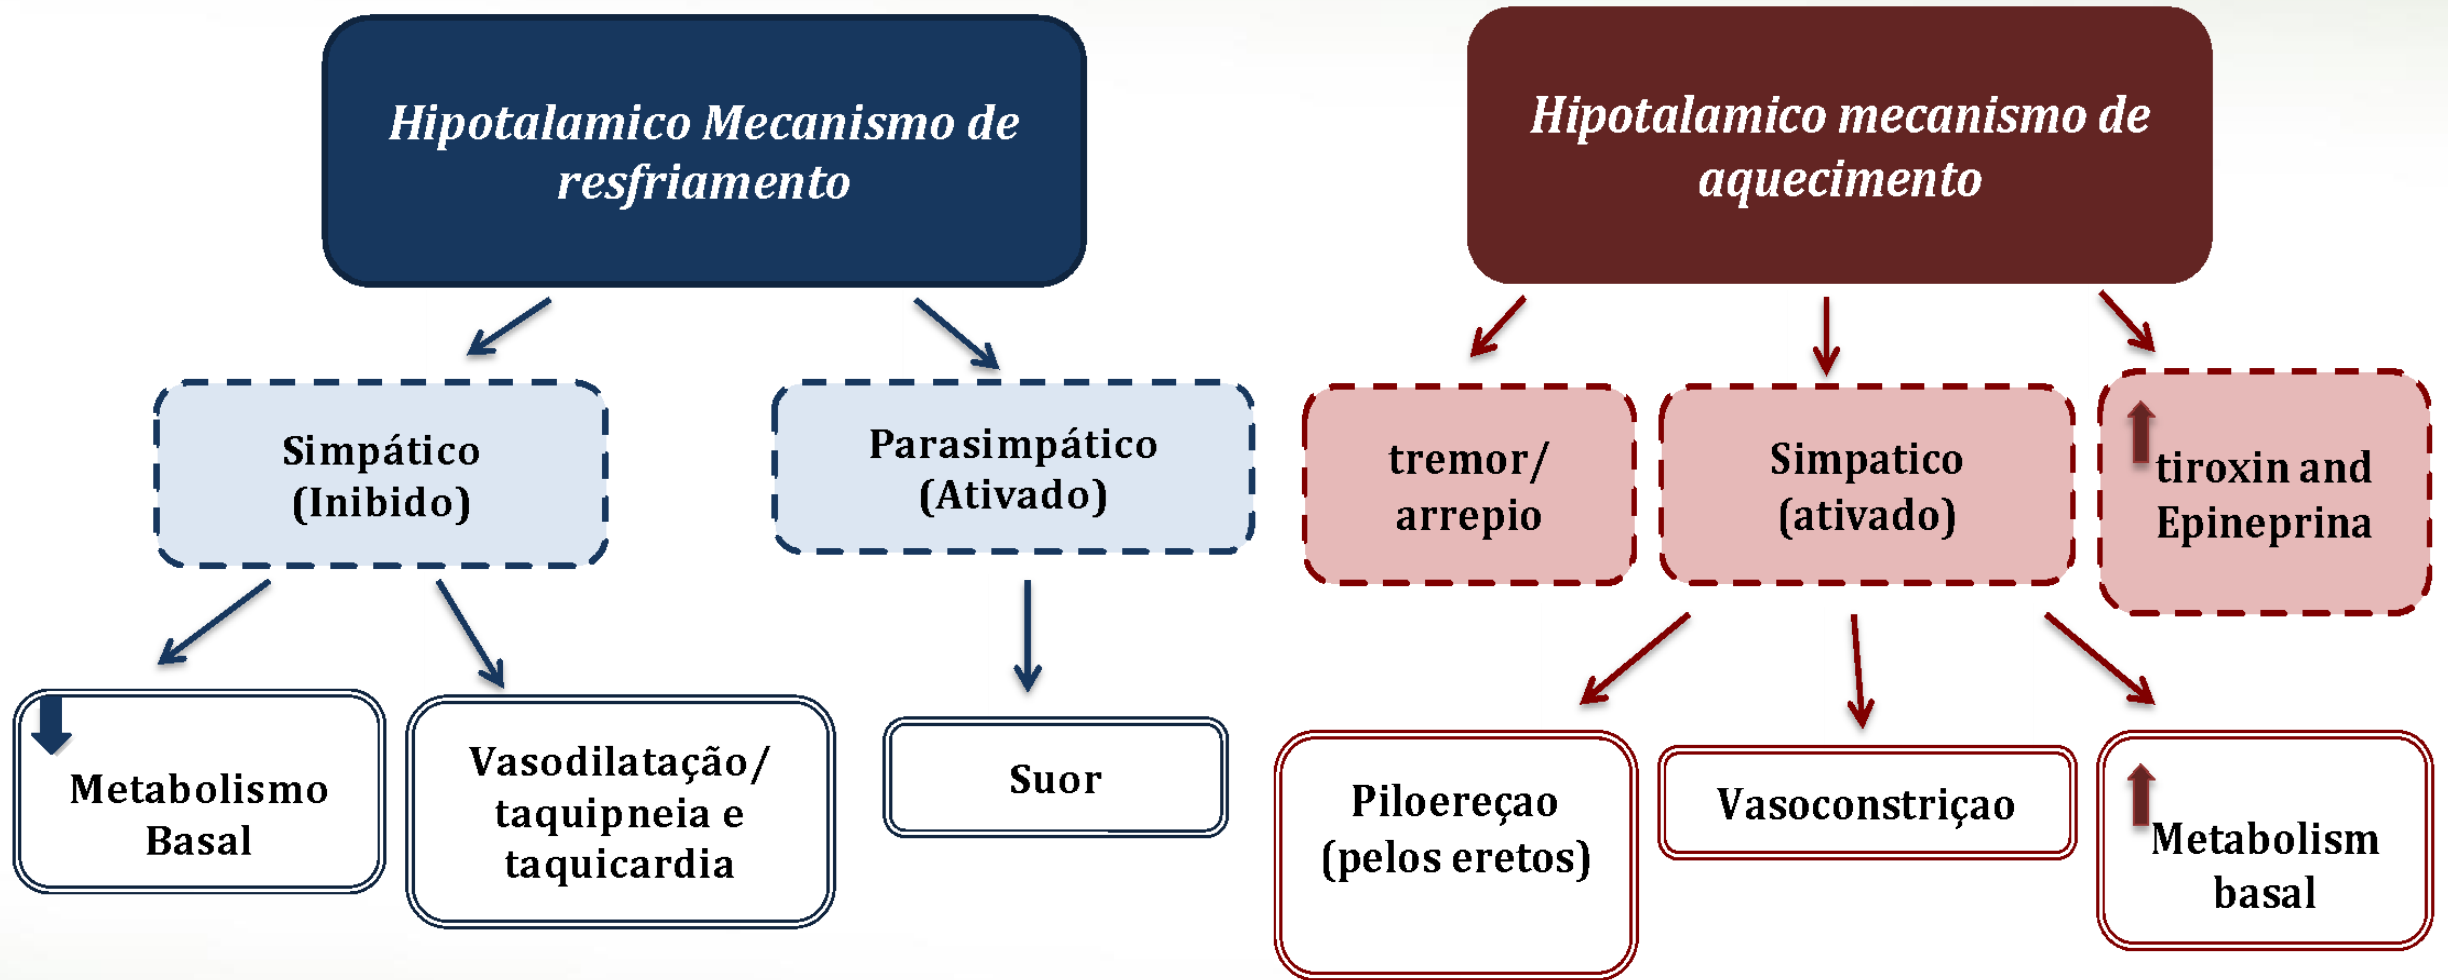 Hipotalamico Mecanismo de
resfriamento
Simpático
(Inibido)
Parasimpático
(Ativado)
Metabolismo
Basal
Vasodilatação/
taquipneia e
taquicardia
Suor
Hipotalamico mecanismo de
aquecimento
tremor/
arrepio
Simpatico
(ativado)
tiroxin and
Epineprina
Piloereçao
(pelos eretos)
Vasoconstriçao
Metabolism
basal